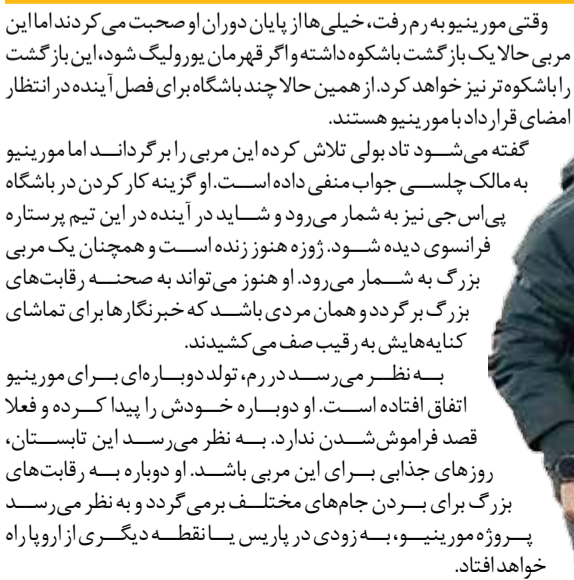 وقتی مورینیو به رم رفت، خیلی‌ها از پایان دوران او صحبت می‌کردند اما این
مربی حالا یک بازگشت باشکوه داشته و اگر قهرمان یورولیگ شود، این بازگشت
را باشکوه‌تر نیز خواهد کرد. از همین حالا چند باشگاه برای فصل آینده در انتظار
امضای قرارداد با مورینیو هستند.
گفته می‌شود تاد بولی تلاش کرده این مربی را برگرداند اما مورینیو
به مالک چلسی جواب منفی داده است. او گزینه کار کردن در باشگاه
پی‌اس‌جی نیز به شمار می‌رود و شاید در آینده در این تیم پرستاره
فرانسوی دیده شود. ژوزه هنوز زنده است و همچنان یک مربی
بزرگ به شمار می‌رود. او هنوز می‌تواند به صحنه رقابت‌های
بزرگ برگردد و همان مردی باشد که خبرنگارها برای تماشای
کنایه‌هایش به رقیب صف می‌کشیدند.
به نظر می‌رسد در رم، تولد دوباره‌ای برای مورینیو
اتفاق افتاده است. او دوباره خودش را پیدا کرده و فعلا
قصد فراموش‌شدن ندارد. به نظر می‌رسد این تابستان،
روزهای جذابی برای این مربی باشد. او دوباره به رقابت‌های
بزرگ برای بردن جام‌های مختلف برمی‌گردد و به نظر می‌رسد
پروژه مورینیو، به زودی در پاریس یا نقطه دیگری از اروپا راه
خواهد افتاد.